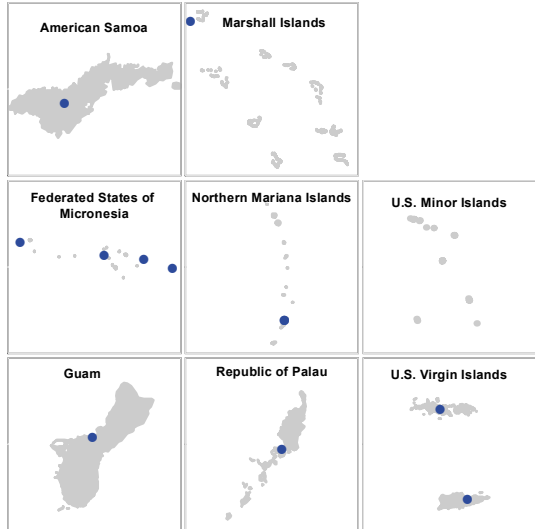 American Samoa
Marshall Islands
Federated States of
Micronesia
Northern Mariana Islands
U.S. Minor Islands
Guam
Republic of Palau
U.S. Virgin Islands